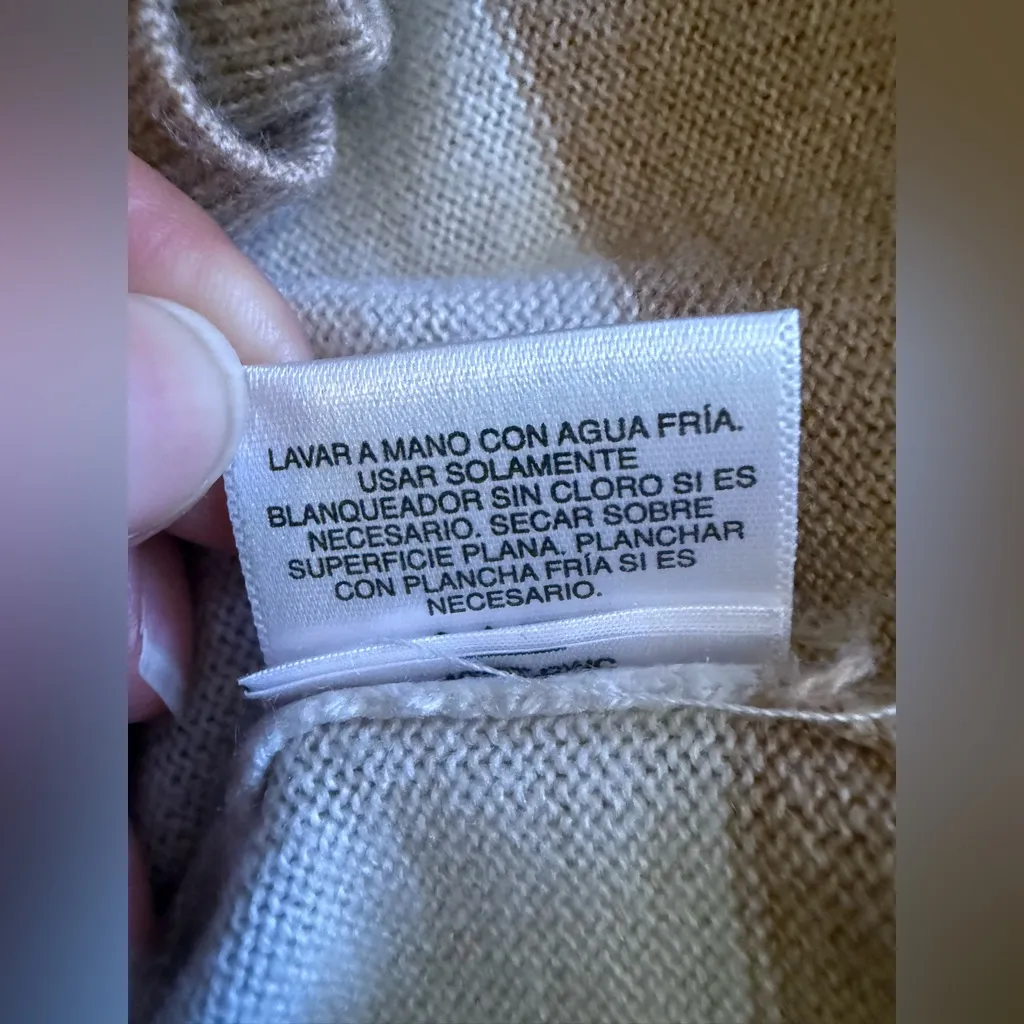 LAVAR A MANO CON AGUA FRÍA.
USAR SOLAMENTE
BLANQUEADOR SIN CLORO SI ES
NECESARIO. SECAR SOBRE
SUPERFICIE PLANA. PLANCHAR
CON PLANCHA FRÍA SI ES
NECESARIO.